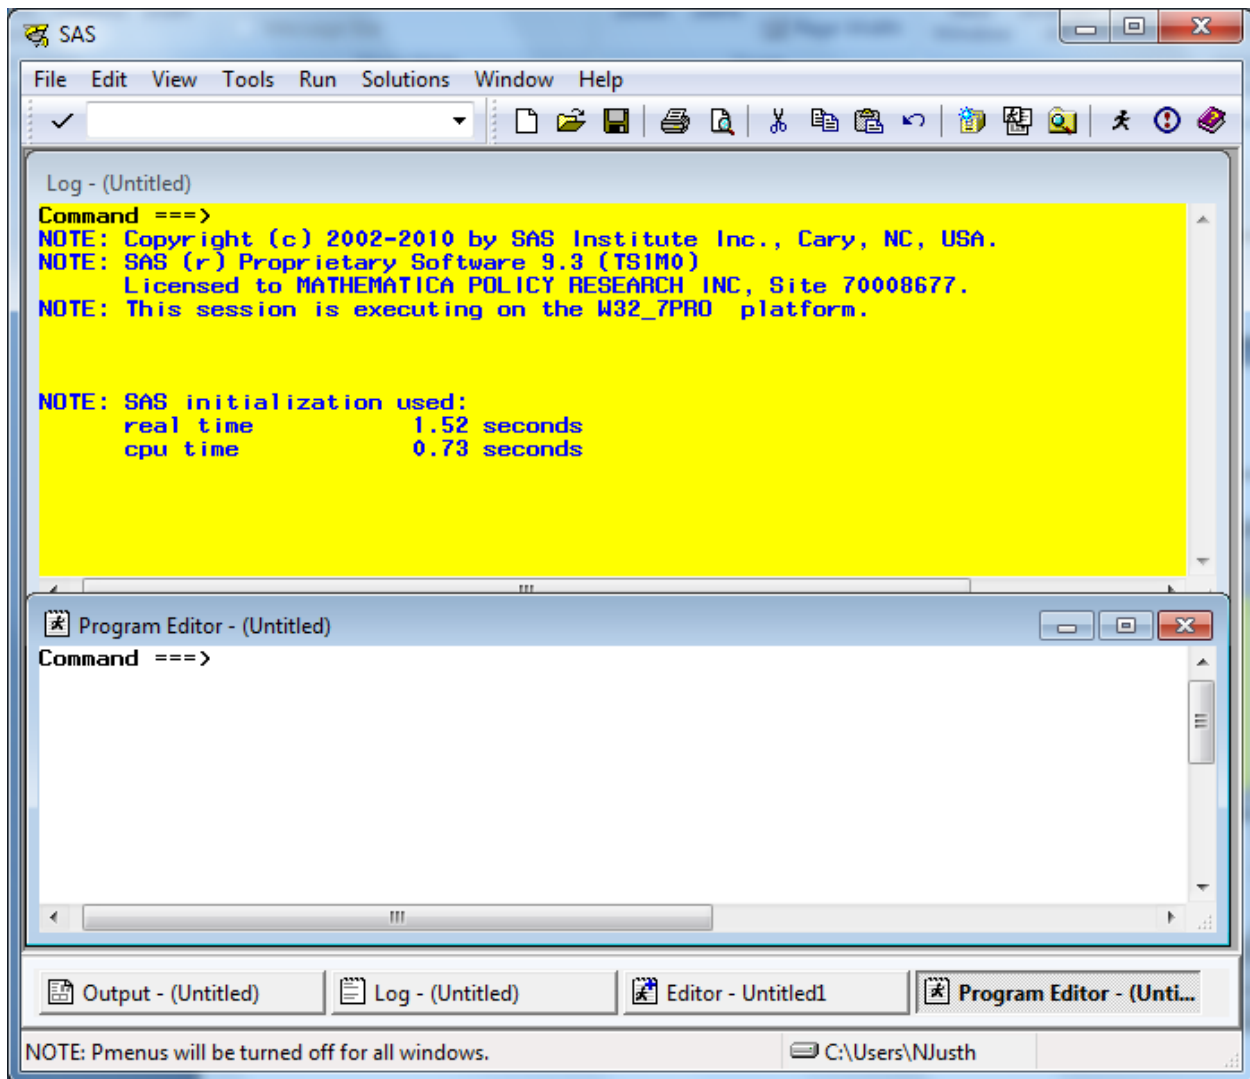 SAS
File Edit View Tools Run Solutions Window Help
Log - (Untitled)
Command ===>
NOTE: Copyright (c) 2002-2010 by SAS Institute Inc., Cary, NC, USA.
NOTE: SAS (r) Proprietary Software 9.3 (TS1M0)
Licensed to MATHEMATICA POLICY RESEARCH INC, Site 70008677.
NOTE: This session is executing on the W32_7PRO platform.
NOTE: SAS initialization used:
real time 1.52 seconds
cpu time 0.73 seconds
Program Editor - (Untitled)
Command ===>
Output - (Untitled) Log - (Untitled) Editor - Untitled1 Program Editor - (Unti...
NOTE: Pmenus will be turned off for all windows. C:\Users\NJusth